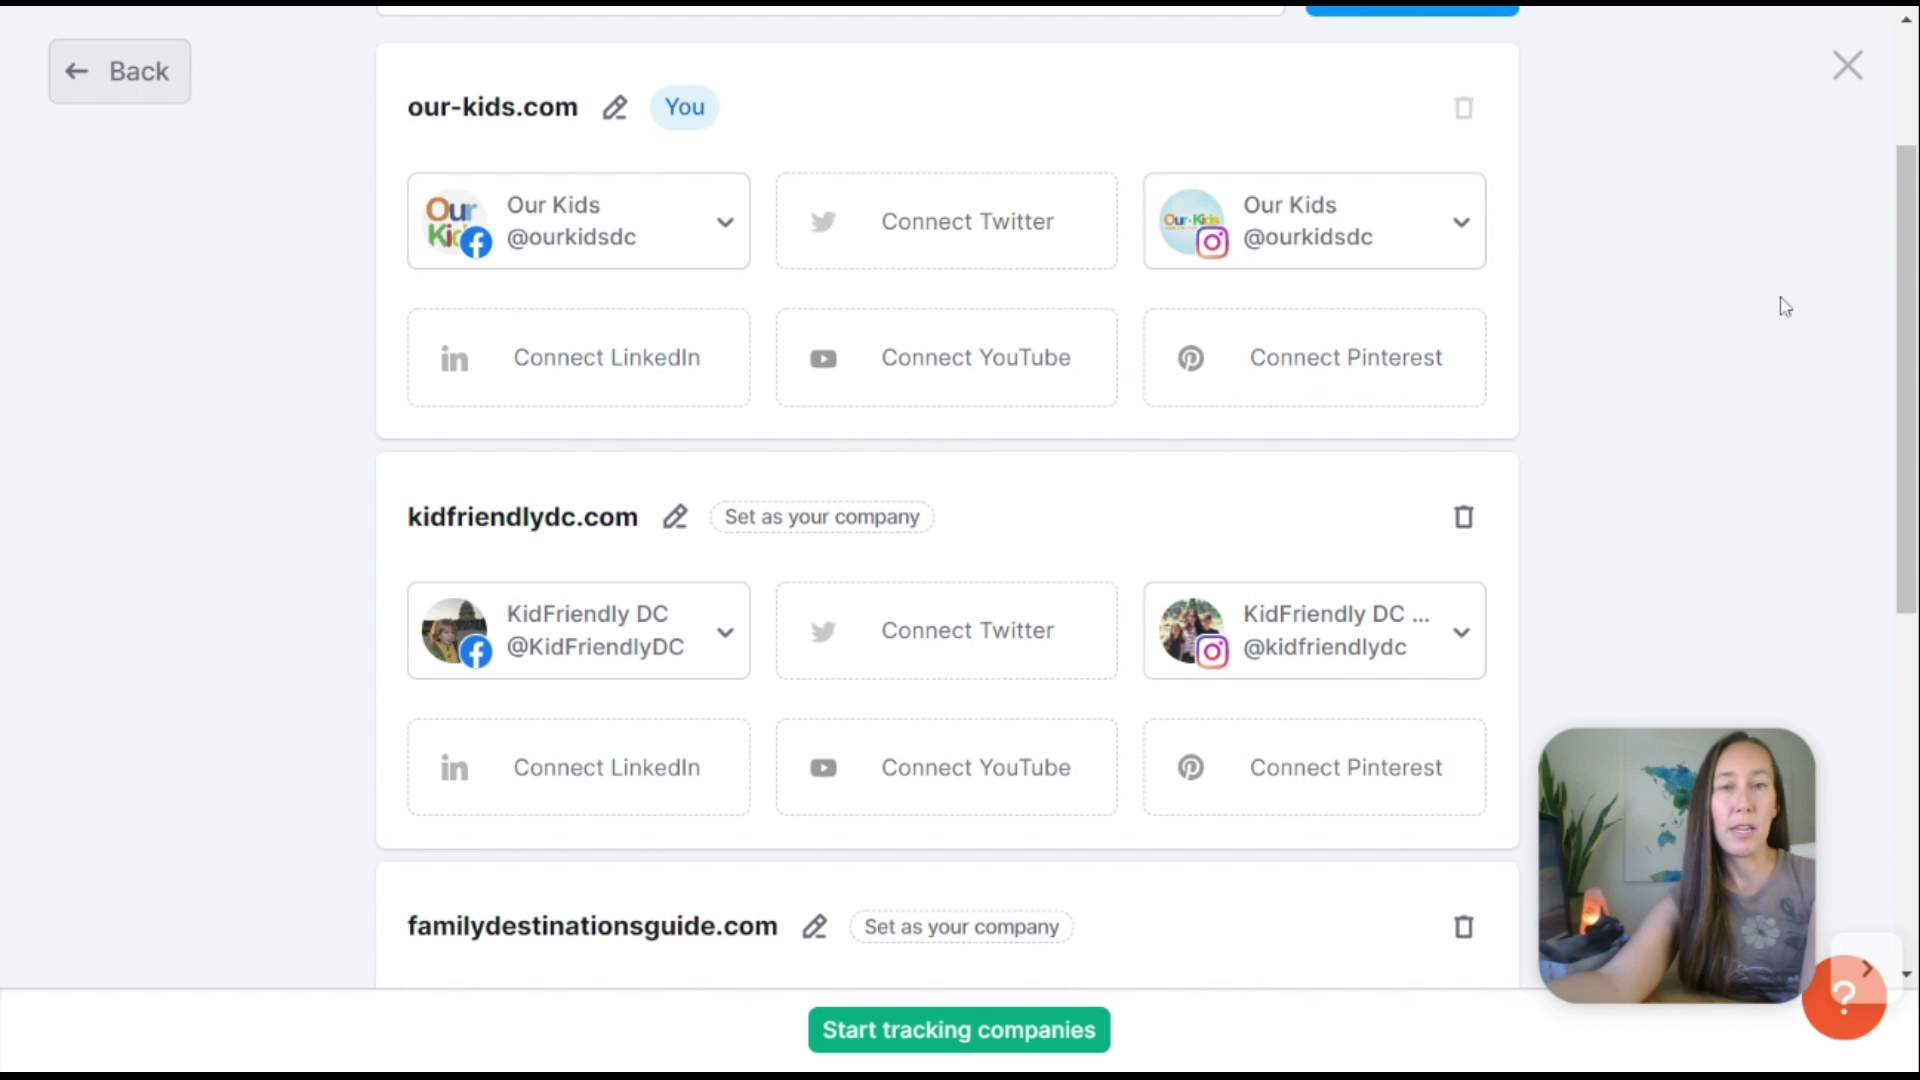 Back
our-kids.com
You
Our Kids
@ourkidsdc
Connect Twitter
Our Kids
@ourkidsdc
Connect LinkedIn
Connect YouTube
Connect Pinterest
kidfriendlydc.com
Set as your company
KidFriendly DC
@KidFriendlyDC
Connect Twitter
KidFriendly DC ...
@kidfriendlydc
Connect LinkedIn
Connect YouTube
Connect Pinterest
familydestinationsguide.com
Set as your company
Start tracking companies
?